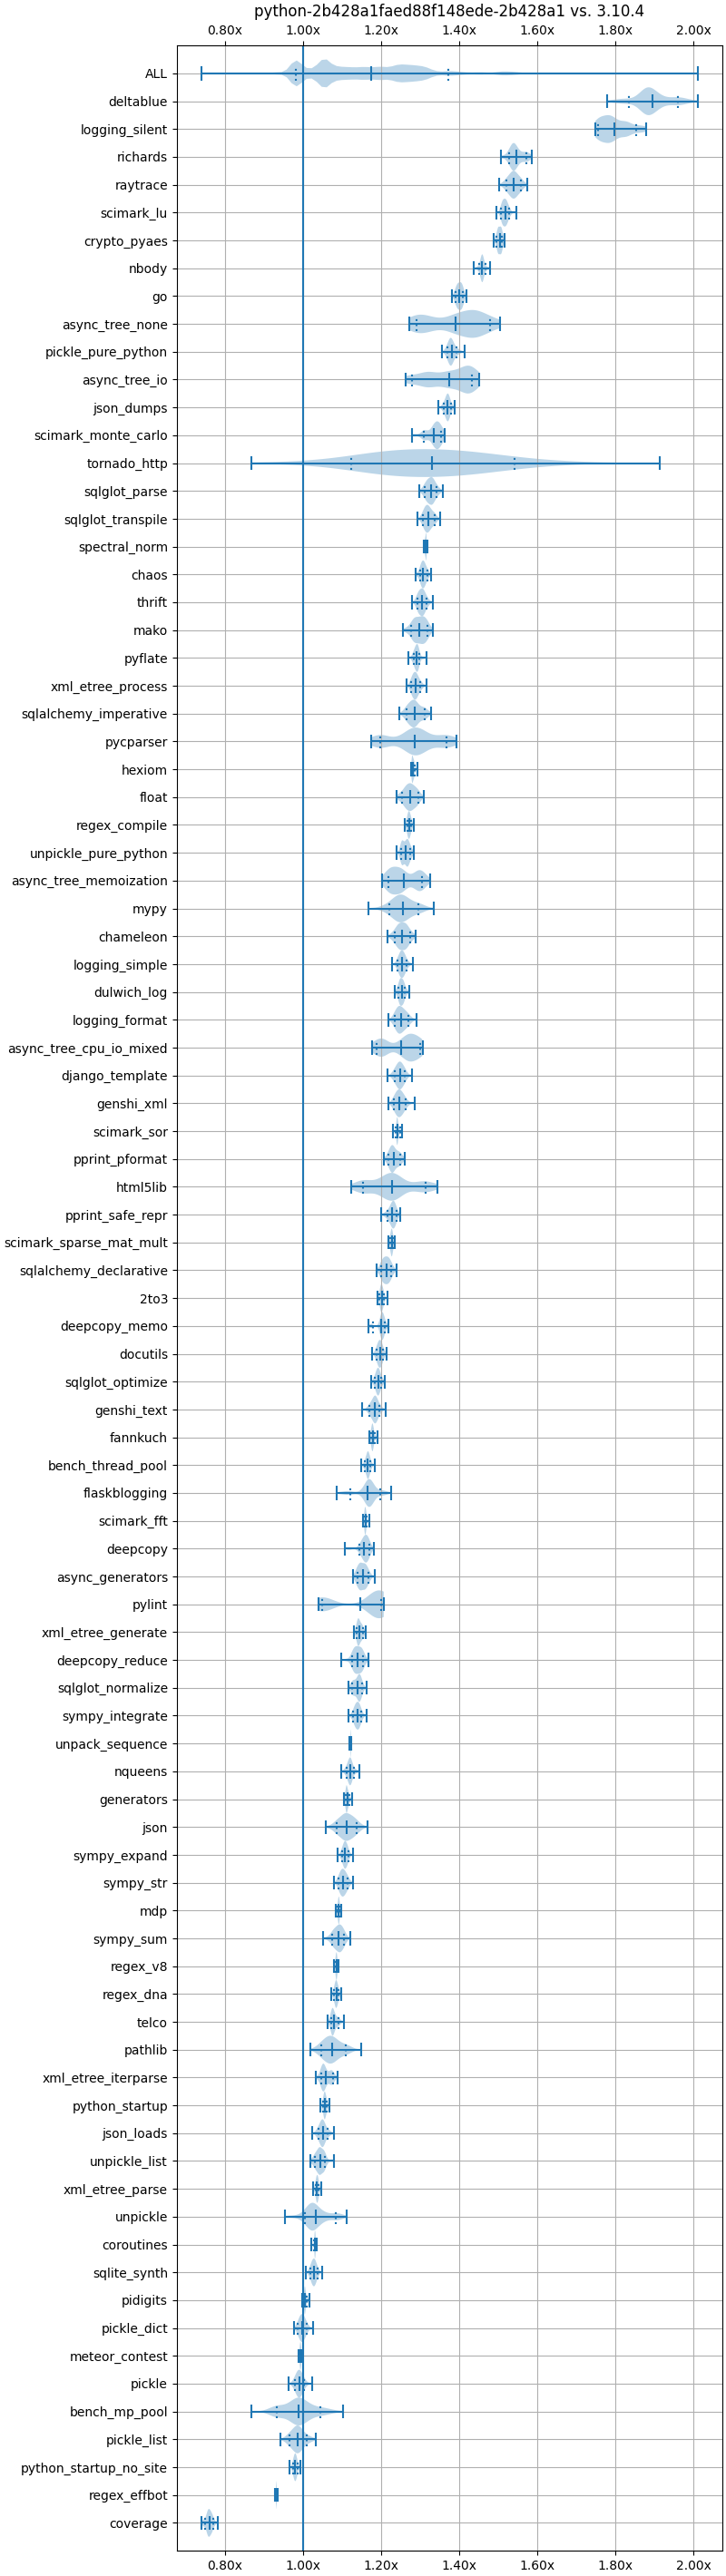 python-2b428a1faed88f148ede-2b428a1 vs. 3.10.4
0.80x 1.00x 1.20x 1.40x 1.60x 1.80x 2.00x
ALL
deltablue
logging_silent
richards
raytrace
scimark_lu
crypto_pyaes
nbody
go
async_tree_none
pickle_pure_python
async_tree_io
json_dumps
scimark_monte_carlo
tornado_http
sqlglot_parse
sqlglot_transpile
spectral_norm
chaos
thrift
mako
pyflate
xml_etree_process
sqlalchemy_imperative
pycparser
hexiom
float
regex_compile
unpickle_pure_python
async_tree_memoization
mypy
chameleon
logging_simple
dulwich_log
logging_format
async_tree_cpu_io_mixed
django_template
genshi_xml
scimark_sor
pprint_pformat
html5lib
pprint_safe_repr
scimark_sparse_mat_mult
sqlalchemy_declarative
2to3
deepcopy_memo
docutils
sqlglot_optimize
genshi_text
fannkuch
bench_thread_pool
flaskblogging
scimark_fft
deepcopy
async_generators
pylint
xml_etree_generate
deepcopy_reduce
sqlglot_normalize
sympy_integrate
unpack_sequence
nqueens
generators
json
sympy_expand
sympy_str
mdp
sympy_sum
regex_v8
regex_dna
telco
pathlib
xml_etree_iterparse
python_startup
json_loads
unpickle_list
xml_etree_parse
unpickle
coroutines
sqlite_synth
pidigits
pickle_dict
meteor_contest
pickle
bench_mp_pool
pickle_list
python_startup_no_site
regex_effbot
coverage
0.80x 1.00x 1.20x 1.40x 1.60x 1.80x 2.00x